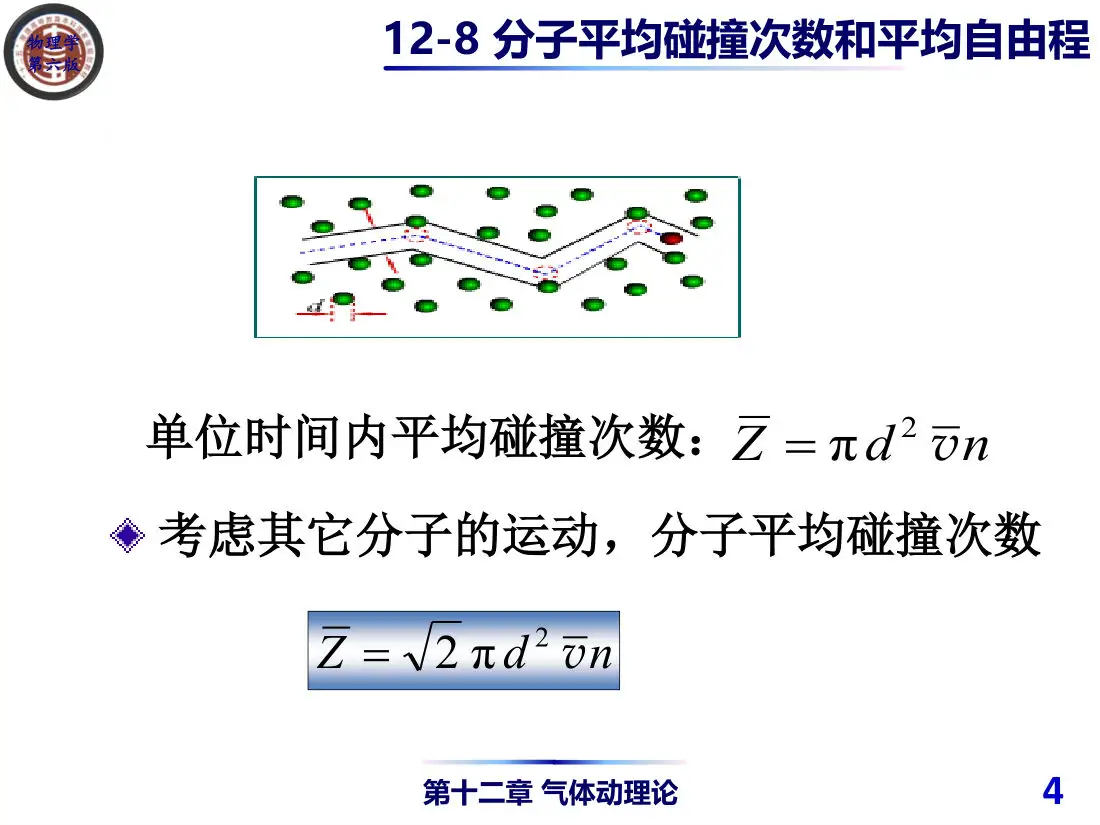 物理学
第六版
12-8 分子平均碰撞次数和平均自由程
d
单位时间内平均碰撞次数：Z̅ = π d² v̅ n
考虑其它分子的运动，分子平均碰撞次数
Z̅ = √2 π d² v̅ n
第十二章 气体动理论
4